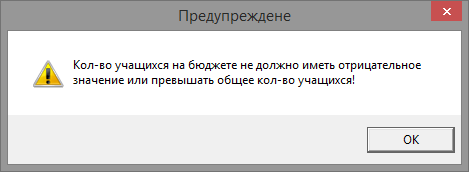 Предупреждене
Кол-во учащихся на бюджете не должно иметь отрицательное
значение или превышать общее кол-во учащихся!
OK